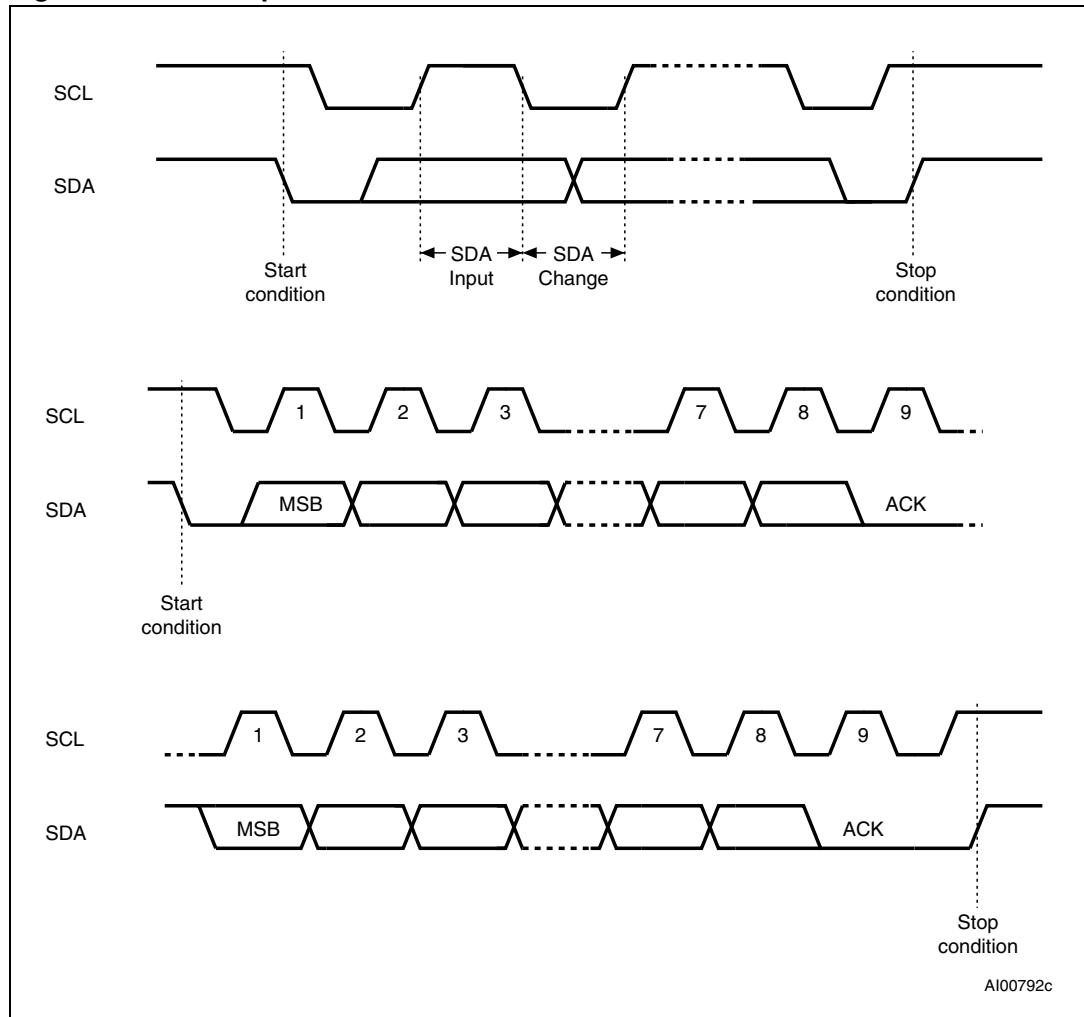 SCL
SDA
SDA
Input
SDA
Change
Start
condition
Stop
condition
SCL
1 2 3 7 8 9
SDA
MSB
ACK
Start
condition
SCL
1 2 3 7 8 9
SDA
MSB
ACK
Stop
condition
AI00792c